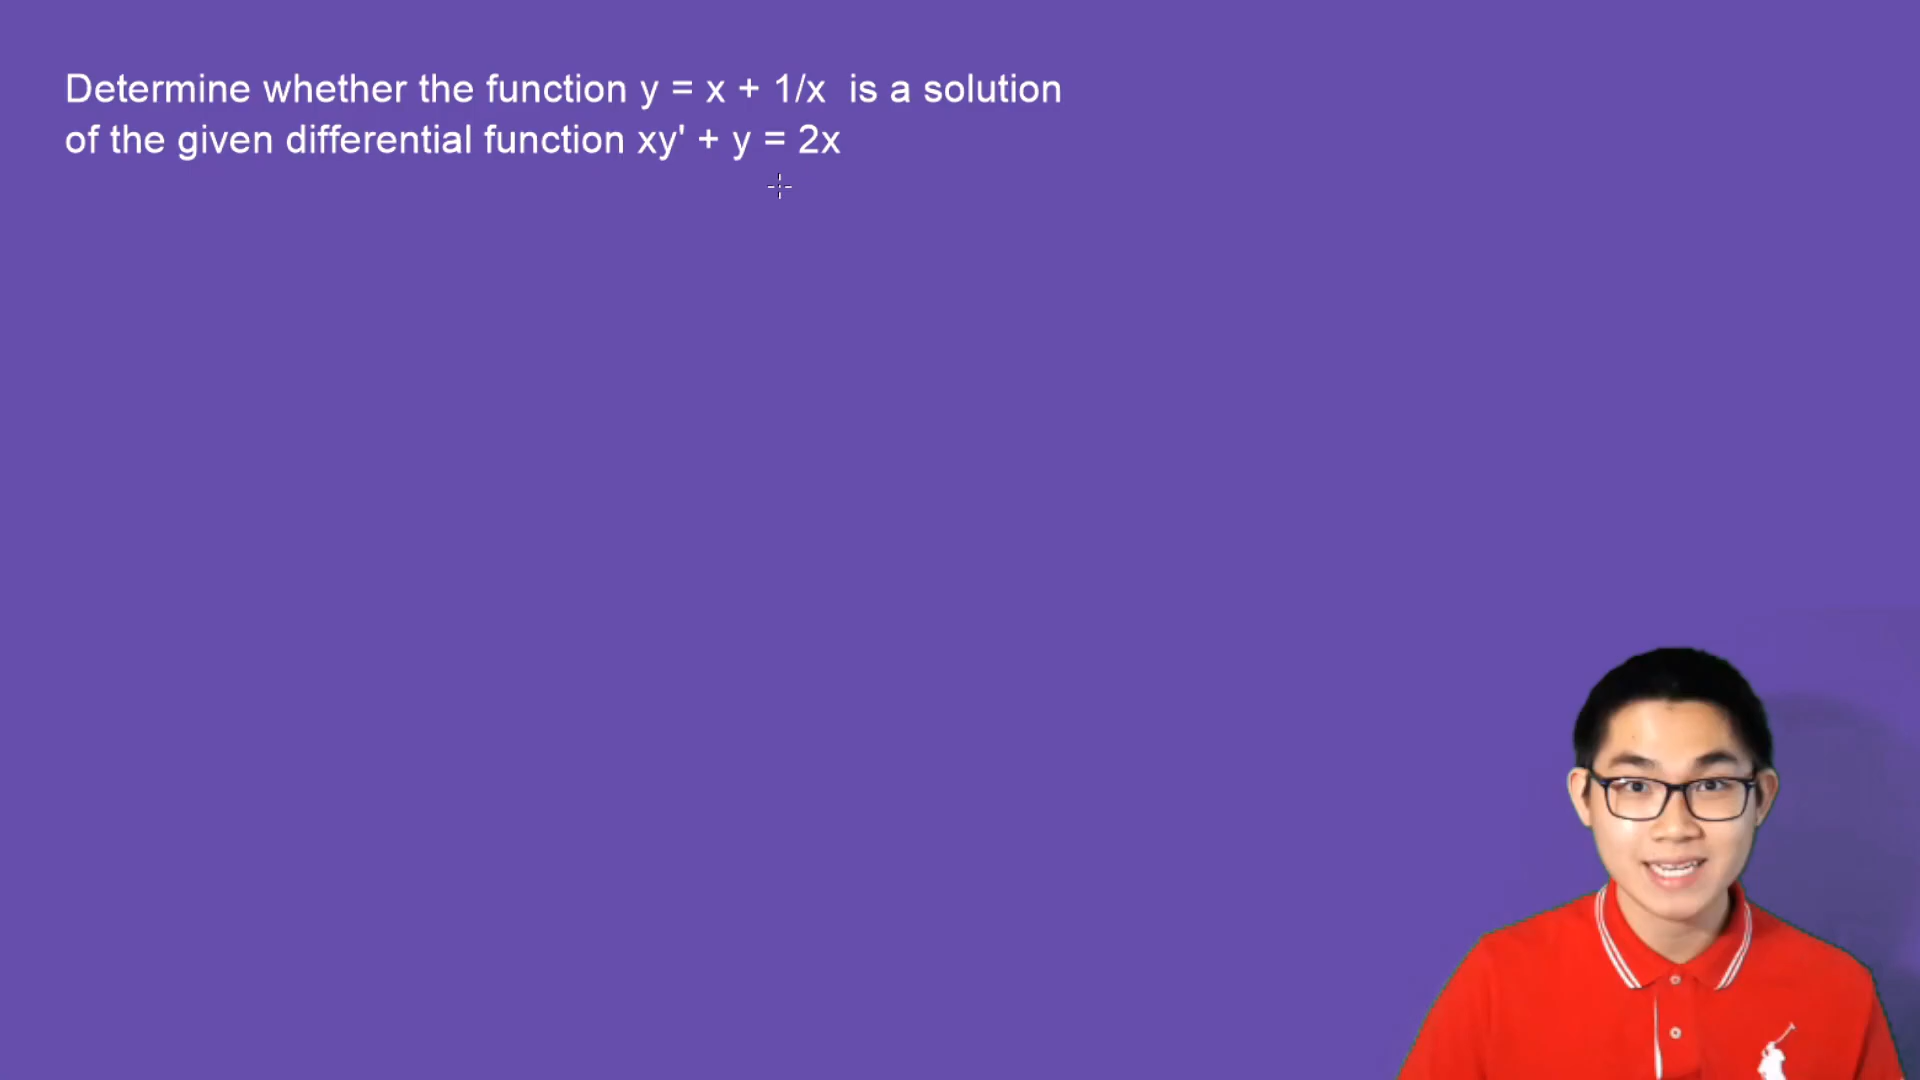 Determine whether the function y = x + 1/x is a solution
of the given differential function xy' + y = 2x